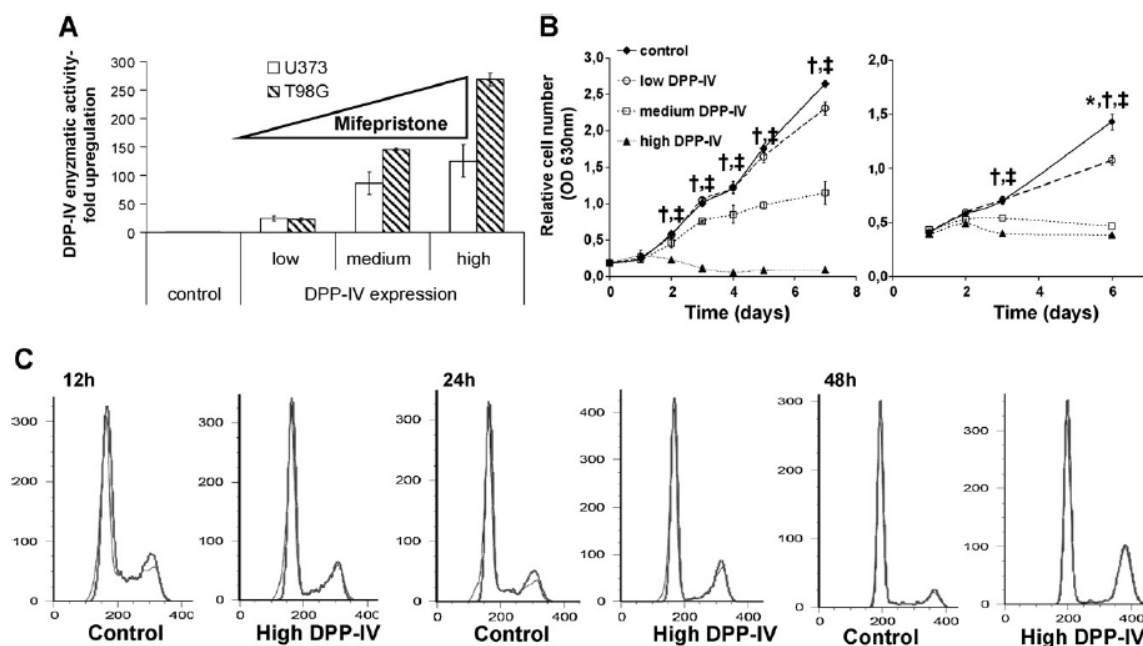 A
DPP-IV enzymatic activity-
fold upregulation
300
250
200
150
100
50
0
U373
T98G
Mifepristone
low
medium
high
control
DPP-IV expression
B
Relative cell number
(OD 630nm)
3,0
2,5
2,0
1,5
1,0
0,5
0,0
control
low DPP-IV
medium DPP-IV
high DPP-IV
†,‡
†,‡
†,‡
†,‡
†,‡
0 2 4 6 8
Time (days)
2,0
1,5
1,0
0,5
0,0
†,‡
*,†,‡
0 2 4 6
Time (days)
C
12h
300
200
100
0
0 200 400
Control
300
200
100
0
0 200 400
High DPP-IV
24h
300
200
100
0
0 200 400
Control
400
300
200
100
0
0 200 400
High DPP-IV
48h
300
200
100
0
0 200 400
Control
300
200
100
0
0 200 400
High DPP-IV